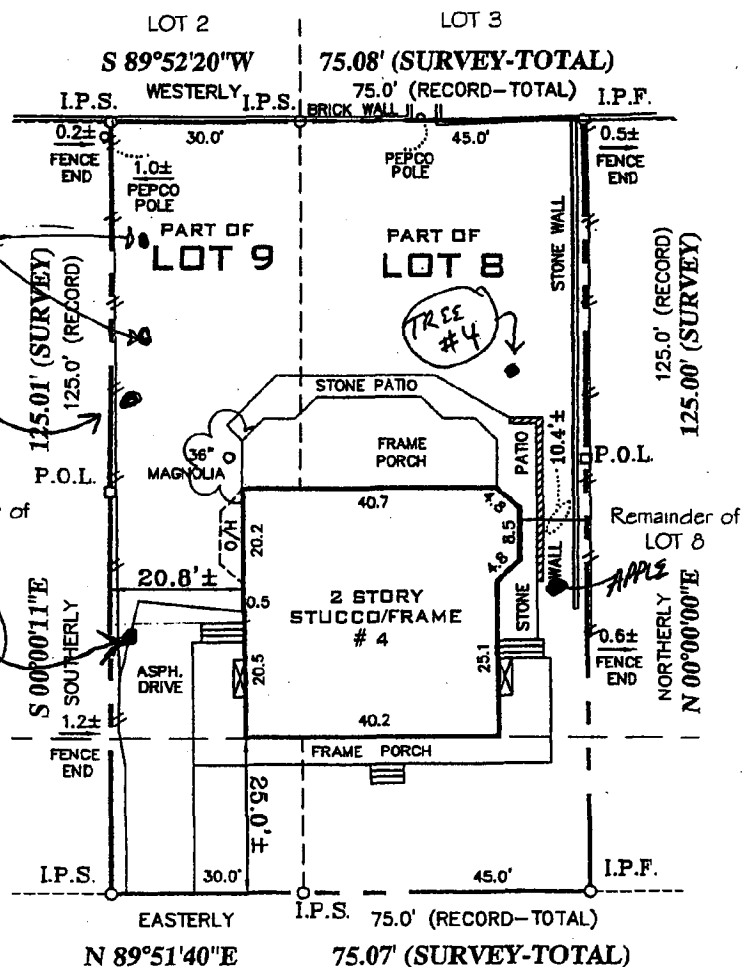 LOT 2
LOT 3
S 89°52'20"W
75.08' (SURVEY-TOTAL)
WESTERLY
75.0' (RECORD-TOTAL)
I.P.S.
I.P.S.
BRICK WALL
I.P.F.
0.2±
30.0'
45.0'
0.5±
FENCE
END
1.0±
PEPCO
POLE
PEPCO
POLE
FENCE
END
PART OF
LOT 9
PART OF
LOT 8
STONE WALL
TREE
#4
125.01' (SURVEY)
125.0' (RECORD)
125.0' (RECORD)
125.00' (SURVEY)
STONE PATIO
36"
MAGNOLIA
FRAME
PORCH
PATIO
10.4'±
P.O.L.
P.O.L.
of
40.7
4.8
8.5
4.8
O/H
20.2
Remainder of
LOT 8
WALL
APPLE
20.8'±
0.5
2 STORY
STUCCO/FRAME
# 4
STONE
S 00°00'11"E
SOUTHERLY
NORTHERLY
N 00°00'00"E
0.6±
FENCE
END
ASPH.
DRIVE
20.5
25.1
1.2±
FENCE
END
40.2
FRAME PORCH
25.0'±
I.P.S.
30.0'
45.0'
I.P.F.
I.P.S.
EASTERLY
75.0' (RECORD-TOTAL)
N 89°51'40"E
75.07' (SURVEY-TOTAL)